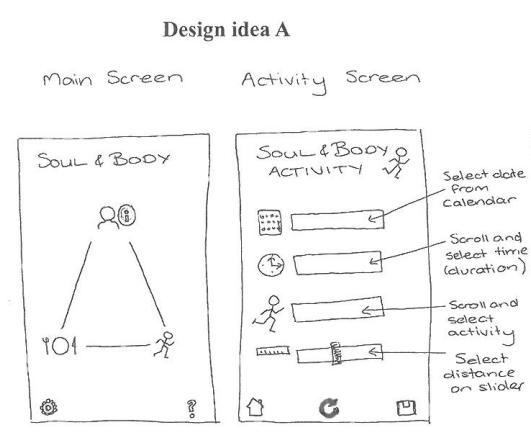 Design idea A
Main Screen
Activity Screen
SOUL & BODY
SOUL & BODY
ACTIVITY
Select date
from
calendar
Scroll and
select time
(duration)
Scroll and
select
activity
Select
distance
on slider
?